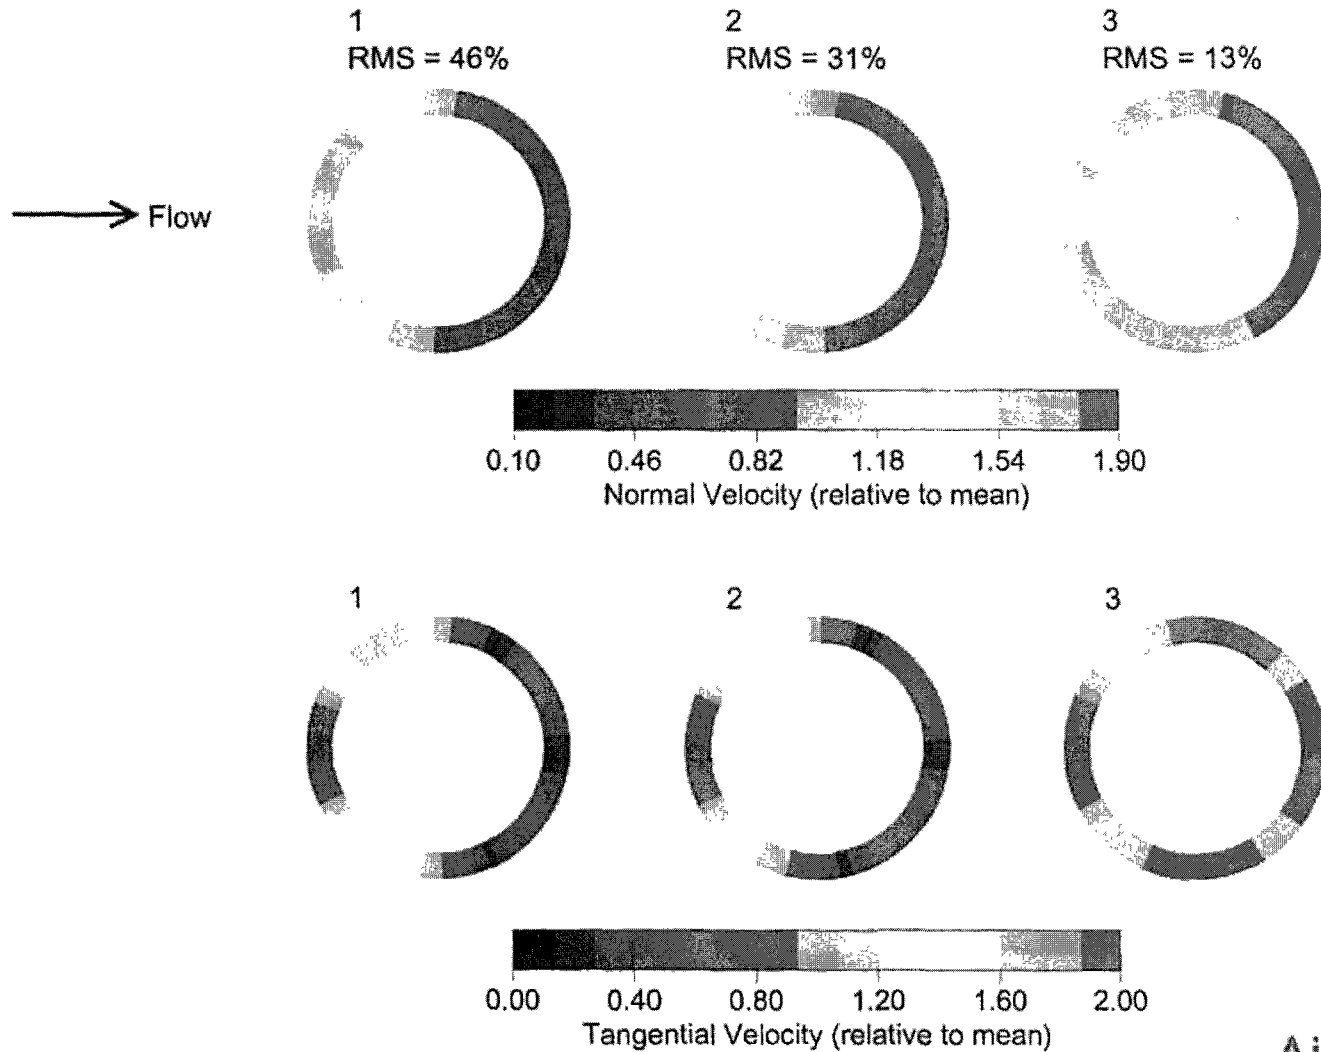 1 2 3
RMS = 46% RMS = 31% RMS = 13%
Flow
0.10 0.46 0.82 1.18 1.54 1.90
Normal Velocity (relative to mean)
1 2 3
0.00 0.40 0.80 1.20 1.60 2.00
Tangential Velocity (relative to mean)